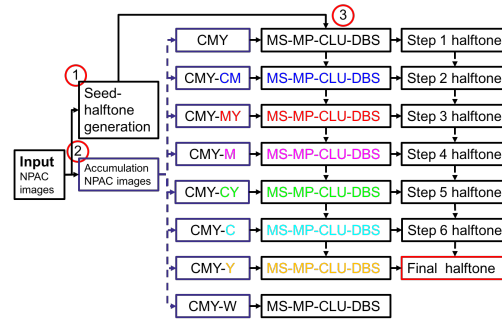 3
CMY MS-MP-CLU-DBS Step 1 halftone
1
Seed-
halftone
generation
CMY-CM MS-MP-CLU-DBS Step 2 halftone
CMY-MY MS-MP-CLU-DBS Step 3 halftone
2
Input
NPAC
images
Accumulation
NPAC images
CMY-M MS-MP-CLU-DBS Step 4 halftone
CMY-CY MS-MP-CLU-DBS Step 5 halftone
CMY-C MS-MP-CLU-DBS Step 6 halftone
CMY-Y MS-MP-CLU-DBS Final halftone
CMY-W MS-MP-CLU-DBS